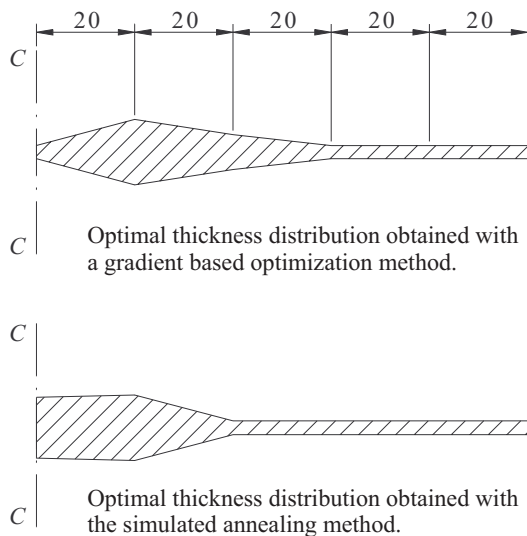 20 20 20 20 20
C
C
Optimal thickness distribution obtained with
a gradient based optimization method.
C
C
Optimal thickness distribution obtained with
the simulated annealing method.